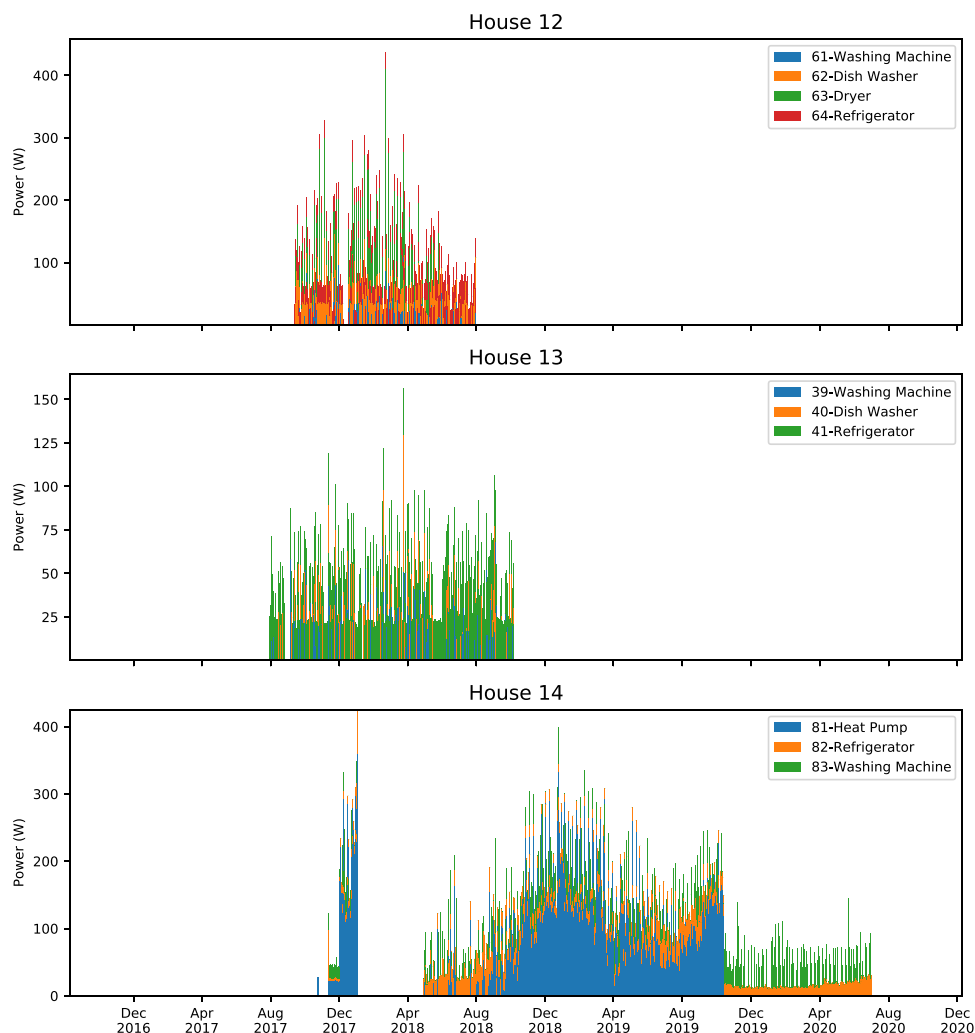 House 12
61-Washing Machine
62-Dish Washer
63-Dryer
64-Refrigerator
Power (W)
400
300
200
100
House 13
39-Washing Machine
40-Dish Washer
41-Refrigerator
Power (W)
150
125
100
75
50
25
House 14
81-Heat Pump
82-Refrigerator
83-Washing Machine
Power (W)
400
300
200
100
0
Dec Apr Aug Dec Apr Aug Dec Apr Aug Dec Apr Aug Dec
2016 2017 2017 2017 2018 2018 2018 2019 2019 2019 2020 2020 202